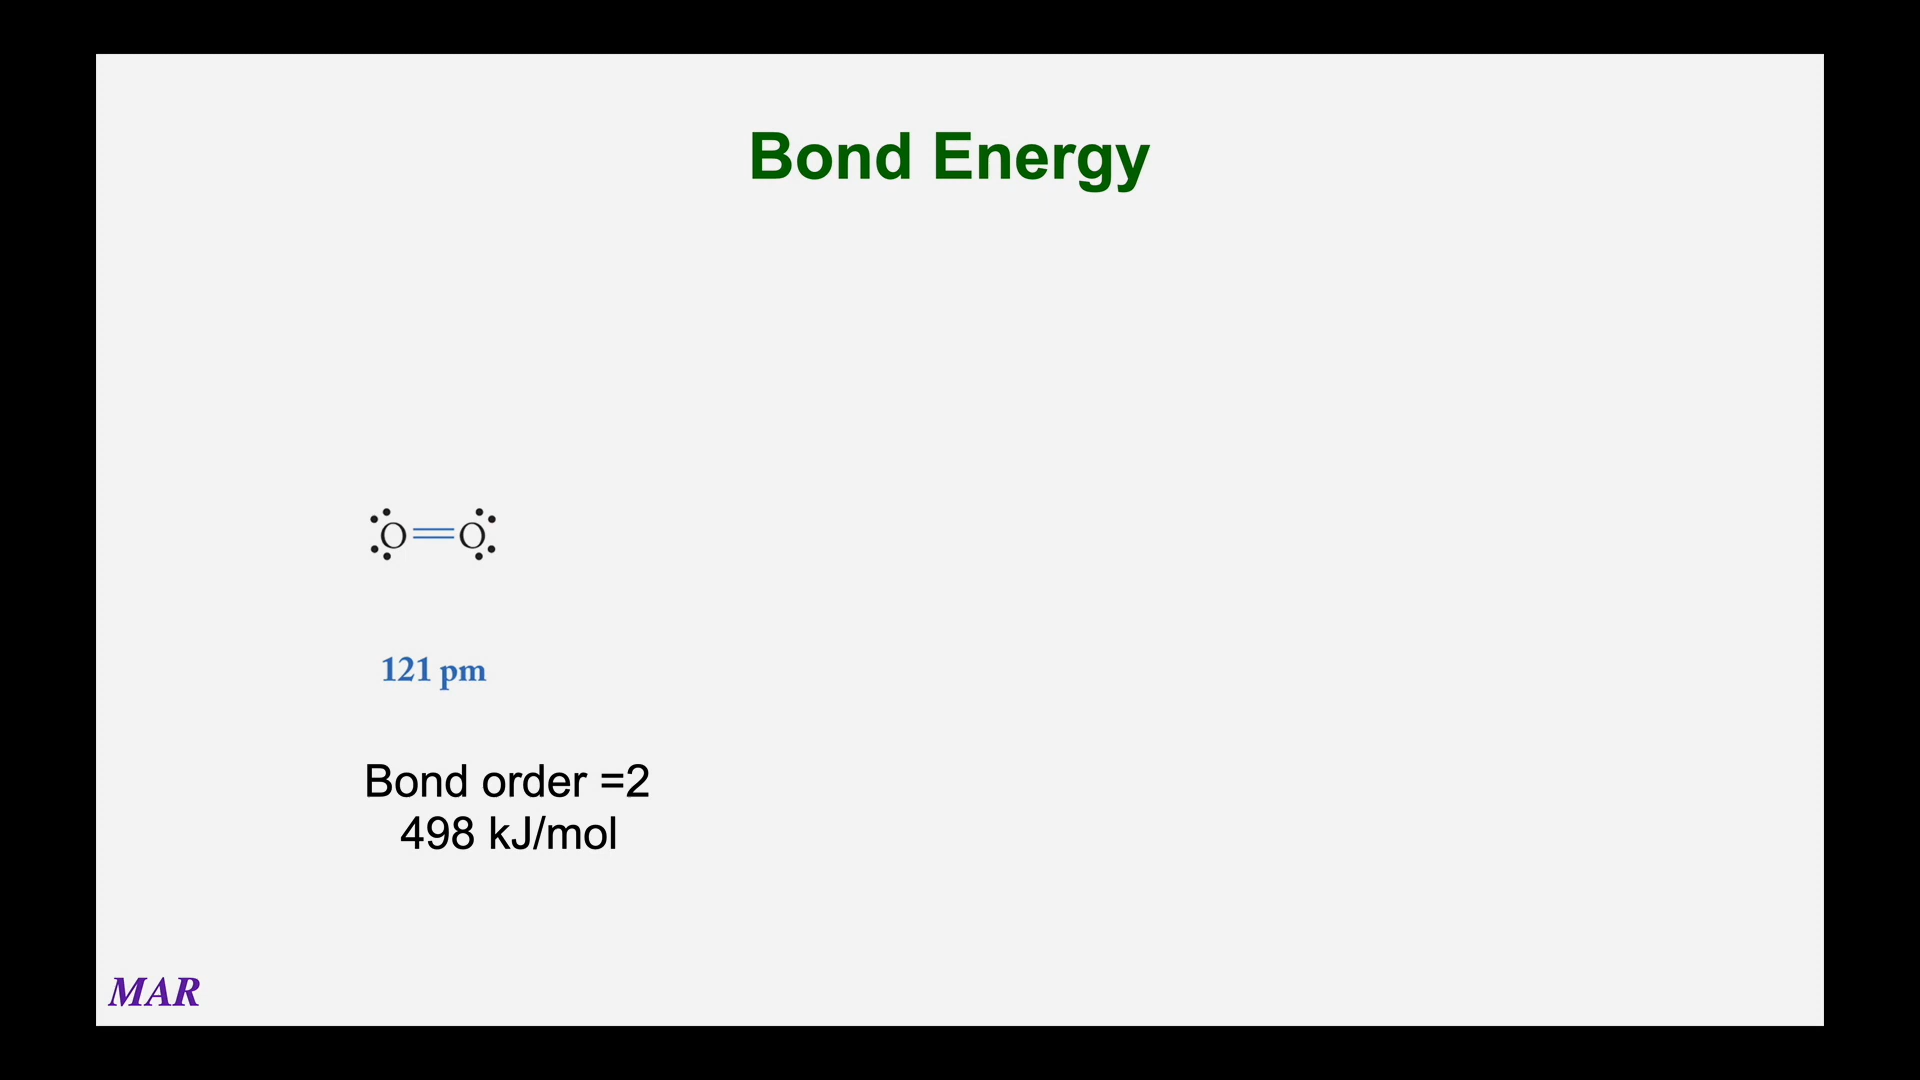 Bond Energy
O=O
121 pm
Bond order =2
498 kJ/mol
MAR